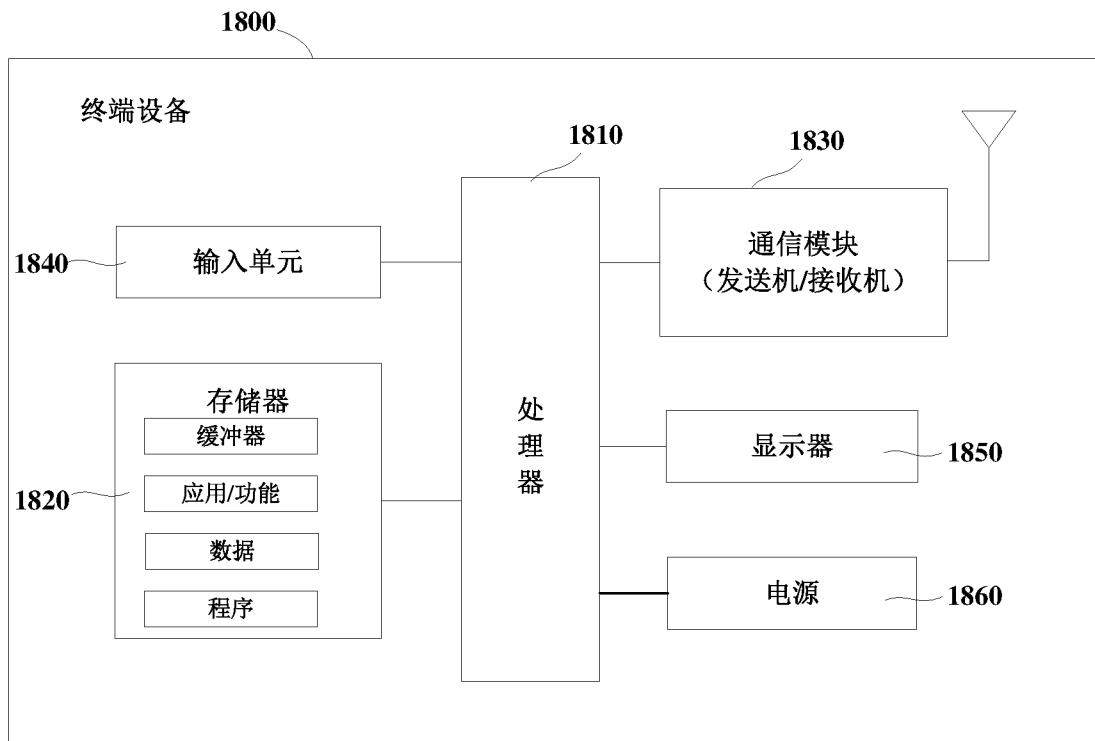 1800
终端设备
1810
1830
通信模块
（发送机/接收机）
1840
输入单元
存储器
缓冲器
应用/功能
数据
程序
1820
处
理
器
显示器
1850
电源
1860